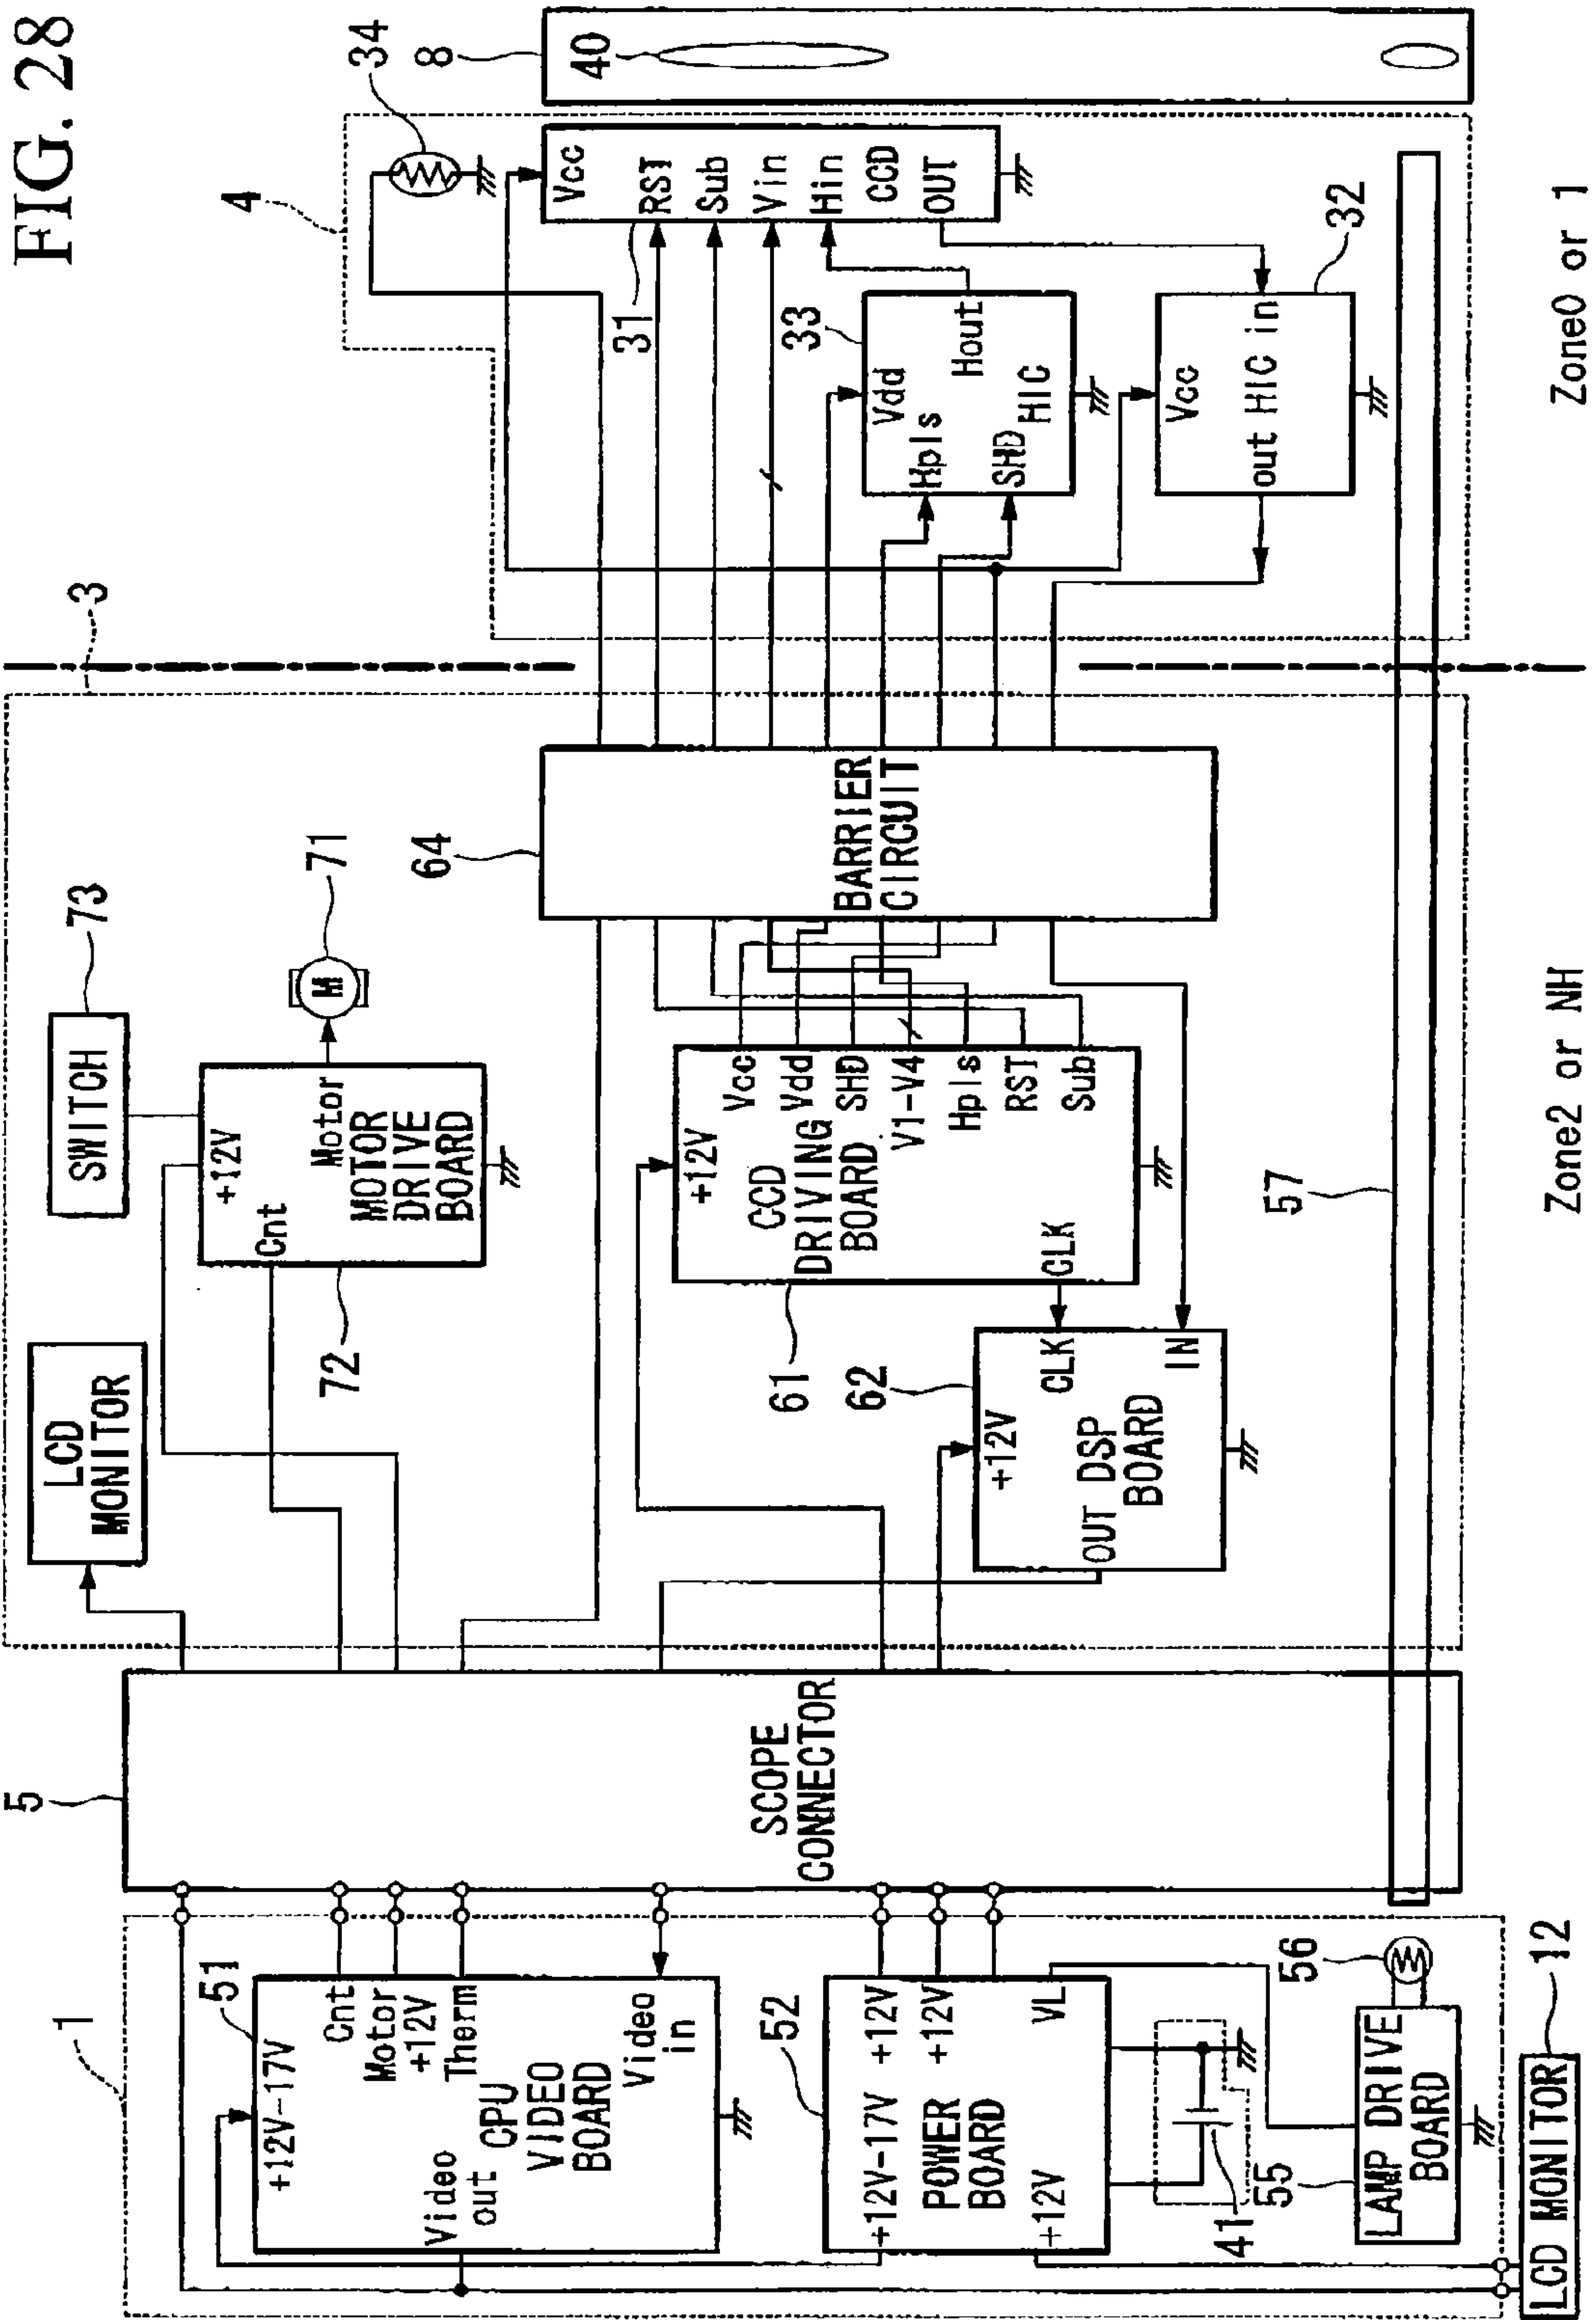 FIG. 28
1
51
+12V-17V
Cnt
Motor
+12V
Therm
CPU
VIDEO
BOARD
Video
out
Video
in
52
+12V-17V
+12V
+12V
POWER
BOARD
VL
+12V
41
55
56
LAMP DRIVE
BOARD
12
LCD MONITOR
5
SCOPE
CONNECTOR
3
LCD
MONITOR
SWITCH
73
71
M
+12V
Cnt
Motor
MOTOR
DRIVE
BOARD
72
64
BARRIER
CIRCUIT
+12V
CCD
DRIVING
BOARD
Vcc
Vdd
SHD
V1-V4
Hpls
RST
Sub
CLK
61
62
+12V
CLK
OUT DSP
BOARD
IN
57
Zone2 or NH
4
34
8
40
Vcc
RST
Sub
Vin
Hin
CCD
OUT
31
33
Vdd
Hpls
Hout
SHD
HIC
32
Vcc
out HIC in
Zone0 or 1